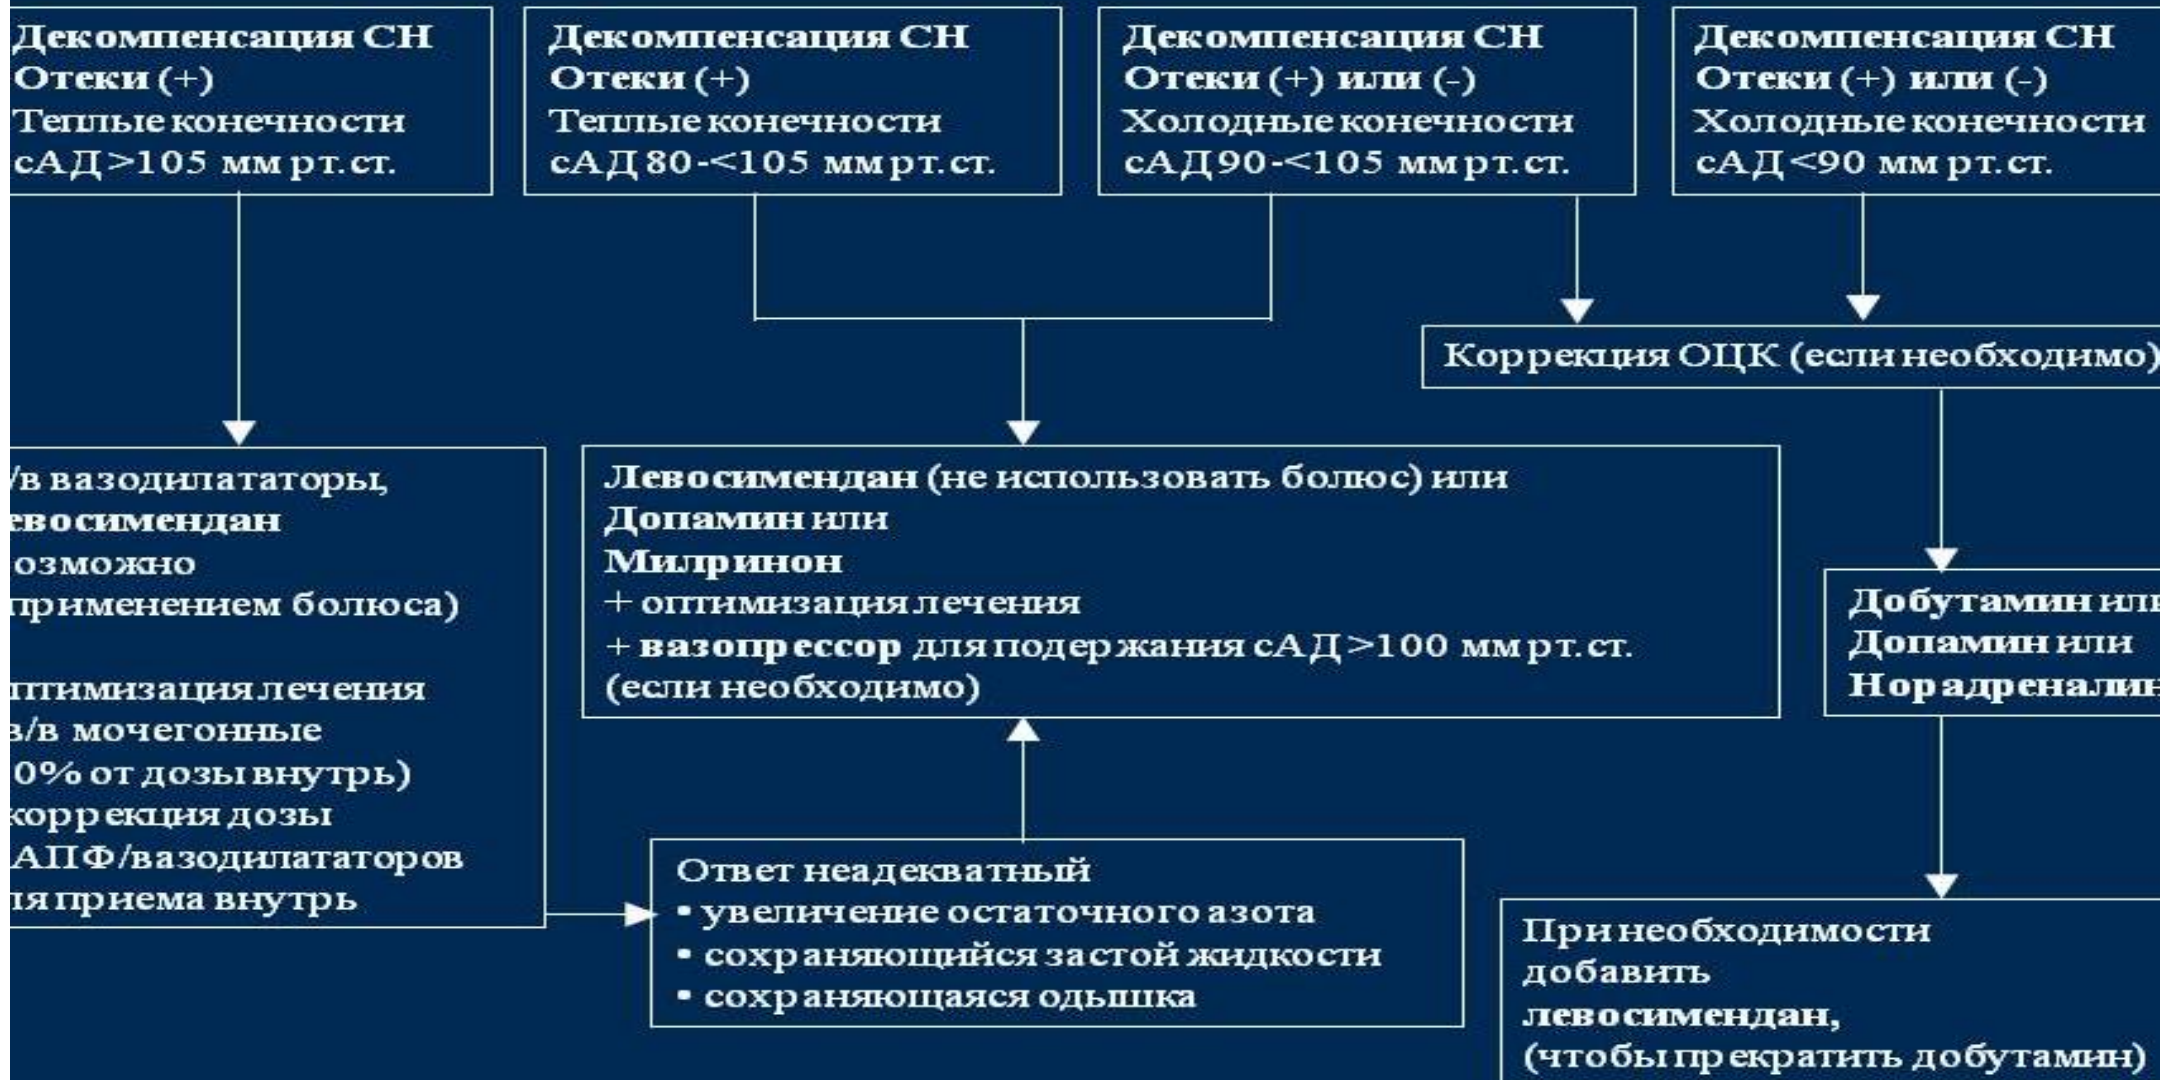 Декомпенсация СН
Отеки (+)
Теплые конечности
сАД>105 мм рт.ст.
Декомпенсация СН
Отеки (+)
Теплые конечности
сАД 80-<105 мм рт.ст.
Декомпенсация СН
Отеки (+) или (-)
Холодные конечности
сАД 90-<105 мм рт.ст.
Декомпенсация СН
Отеки (+) или (-)
Холодные конечности
сАД <90 мм рт.ст.
Коррекция ОЦК (если необходимо)
/в вазодилататоры,
евосимендан
озможно
применением болюса)
птимизация лечения
в/в мочегонные
0% от дозы внутрь)
коррекция дозы
АПФ/вазодилататоров
ля приема внутрь
Левосимендан (не использовать болюс) или
Допамин или
Милринон
+ оптимизация лечения
+ вазопрессор для подержания сАД >100 мм рт.ст.
(если необходимо)
Добутамин или
Допамин или
Норадреналин
Ответ неадекватный
• увеличение остаточного азота
• сохраняющийся застой жидкости
• сохраняющаяся одышка
При необходимости
добавить
левосимендан,
(чтобы прекратить добутамин)